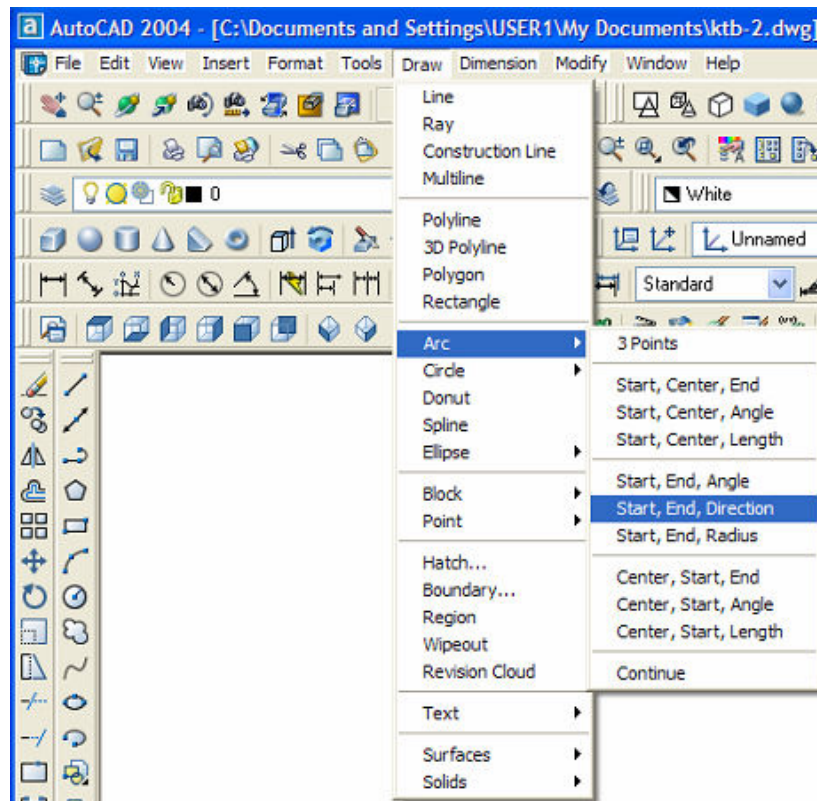 AutoCAD 2004 - [C:\Documents and Settings\USER1\My Documents\ktb-2.dwg]
File Edit View Insert Format Tools Draw Dimension Modify Window Help
0
White
Unnamed
Standard
Line
Ray
Construction Line
Multiline
Polyline
3D Polyline
Polygon
Rectangle
Arc
Circle
Donut
Spline
Ellipse
Block
Point
Hatch...
Boundary...
Region
Wipeout
Revision Cloud
Text
Surfaces
Solids
3 Points
Start, Center, End
Start, Center, Angle
Start, Center, Length
Start, End, Angle
Start, End, Direction
Start, End, Radius
Center, Start, End
Center, Start, Angle
Center, Start, Length
Continue